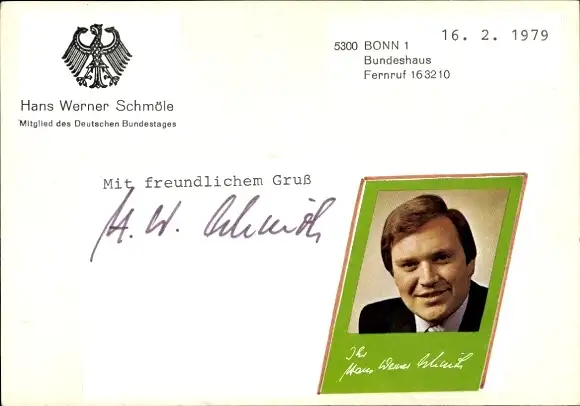 Hans Werner Schmöle
Mitglied des Deutschen Bundestages
5300 BONN 1
Bundeshaus
Fernruf 163210
16. 2. 1979
Mit freundlichem Gruß
H. W. Schmöle
Ihr
Hans Werner Schmöle